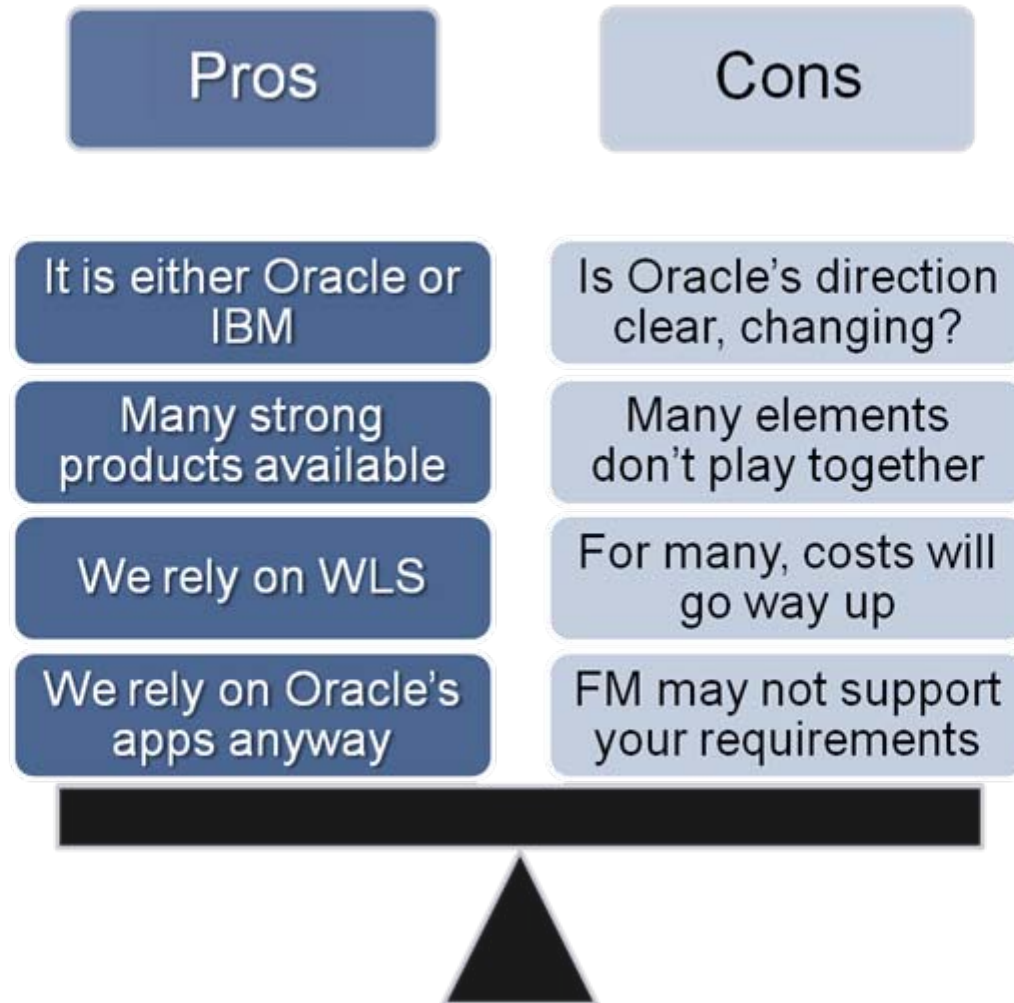 Pros
Cons
It is either Oracle or
IBM
Is Oracle’s direction
clear, changing?
Many strong
products available
Many elements
don’t play together
We rely on WLS
For many, costs will
go way up
We rely on Oracle’s
apps anyway
FM may not support
your requirements